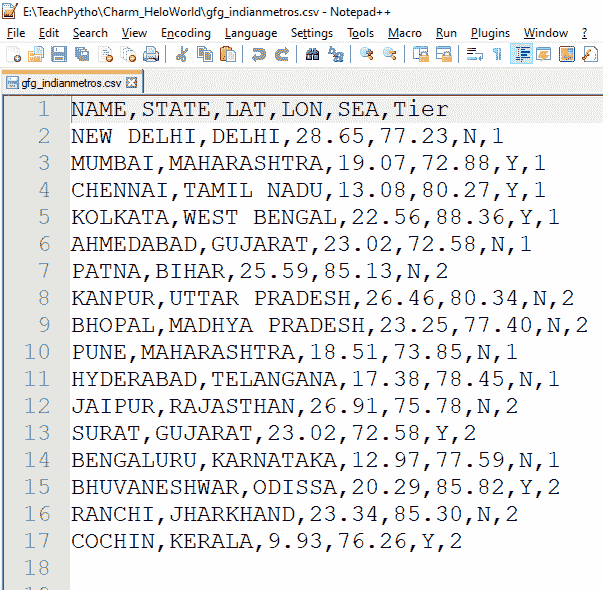 E:\TeachPytho\Charm_HeloWorld\gfg_indianmetros.csv - Notepad++
File Edit Search View Encoding Language Settings Tools Macro Run Plugins Window ?
gfg_indianmetros.csv
1 NAME,STATE,LAT,LON,SEA,Tier
2 NEW DELHI,DELHI,28.65,77.23,N,1
3 MUMBAI,MAHARASHTRA,19.07,72.88,Y,1
4 CHENNAI,TAMIL NADU,13.08,80.27,Y,1
5 KOLKATA,WEST BENGAL,22.56,88.36,Y,1
6 AHMEDABAD,GUJARAT,23.02,72.58,N,1
7 PATNA,BIHAR,25.59,85.13,N,2
8 KANPUR,UTTAR PRADESH,26.46,80.34,N,2
9 BHOPAL,MADHYA PRADESH,23.25,77.40,N,2
10 PUNE,MAHARASHTRA,18.51,73.85,N,1
11 HYDERABAD,TELANGANA,17.38,78.45,N,1
12 JAIPUR,RAJASTHAN,26.91,75.78,N,2
13 SURAT,GUJARAT,23.02,72.58,Y,2
14 BENGALURU,KARNATAKA,12.97,77.59,N,1
15 BHUVANESHWAR,ODISSA,20.29,85.82,Y,2
16 RANCHI,JHARKHAND,23.34,85.30,N,2
17 COCHIN,KERALA,9.93,76.26,Y,2
18